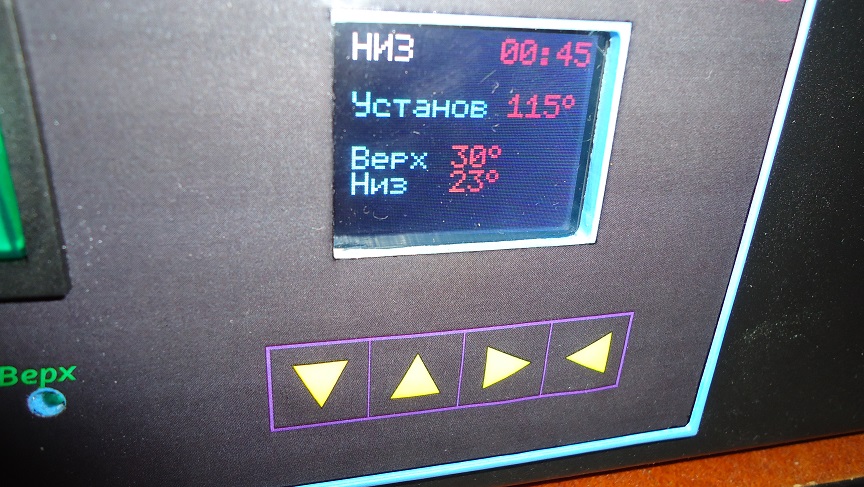 НИЗ 00:45
Установ 115°
Верх 30°
Низ 23°
Верх